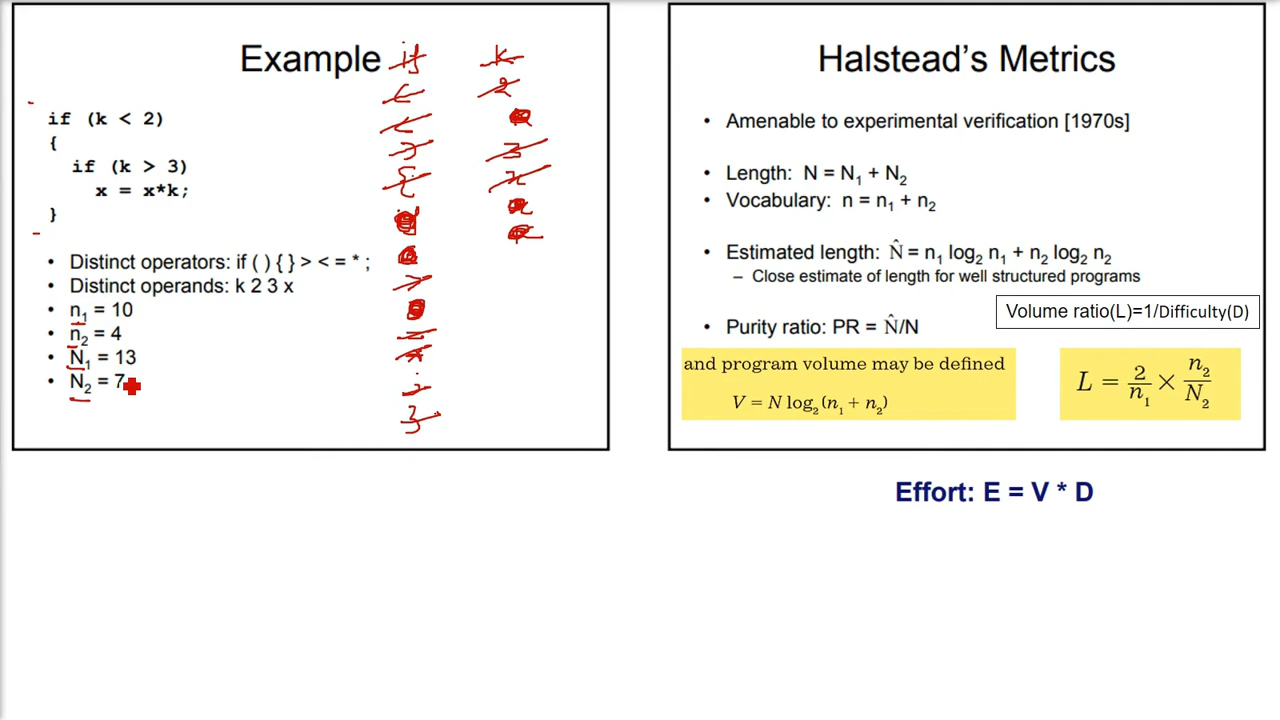 Example
if (k < 2)
{
if (k > 3)
x = x*k;
}
• Distinct operators: if ( ) { } > < = * ;
• Distinct operands: k 2 3 x
• n₁ = 10
• n₂ = 4
• N₁ = 13
• N₂ = 7
if
(
<
)
{
>
=
*
;
}
k
2
3
x
Halstead's Metrics
• Amenable to experimental verification [1970s]
• Length: N = N₁ + N₂
• Vocabulary: n = n₁ + n₂
• Estimated length: N̂ = n₁ log₂ n₁ + n₂ log₂ n₂
– Close estimate of length for well structured programs
Volume ratio(L)=1/Difficulty(D)
• Purity ratio: PR = N̂/N
and program volume may be defined
V = N log₂(n₁ + n₂)
L = 2/n₁ × n₂/N₂
Effort: E = V * D